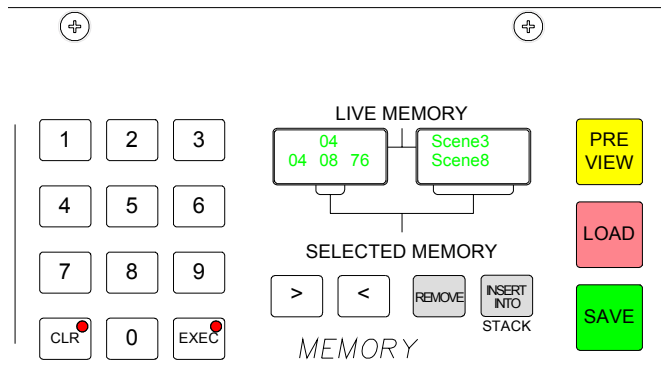 LIVE MEMORY
04
04 08 76
Scene3
Scene8
SELECTED MEMORY
1 2 3
4 5 6
7 8 9
CLR 0 EXEC
> <
REMOVE
INSERT
INTO
STACK
MEMORY
PRE
VIEW
LOAD
SAVE